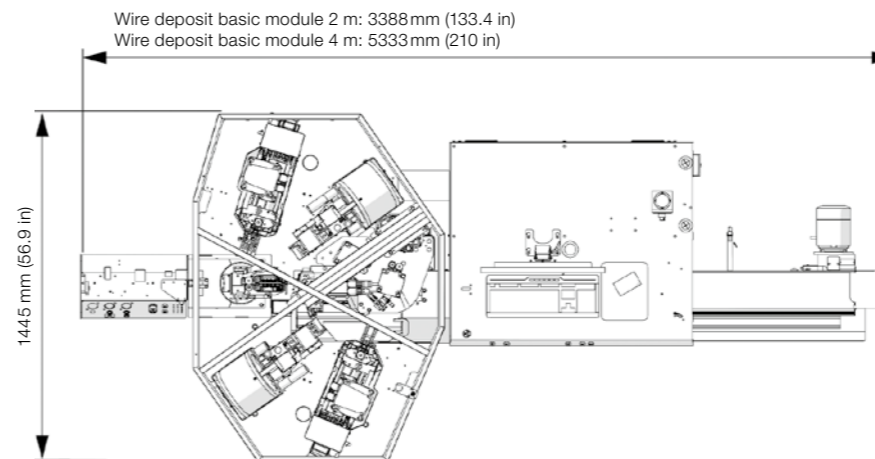 Wire deposit basic module 2 m: 3388 mm (133.4 in)
Wire deposit basic module 4 m: 5333 mm (210 in)
1445 mm (56.9 in)